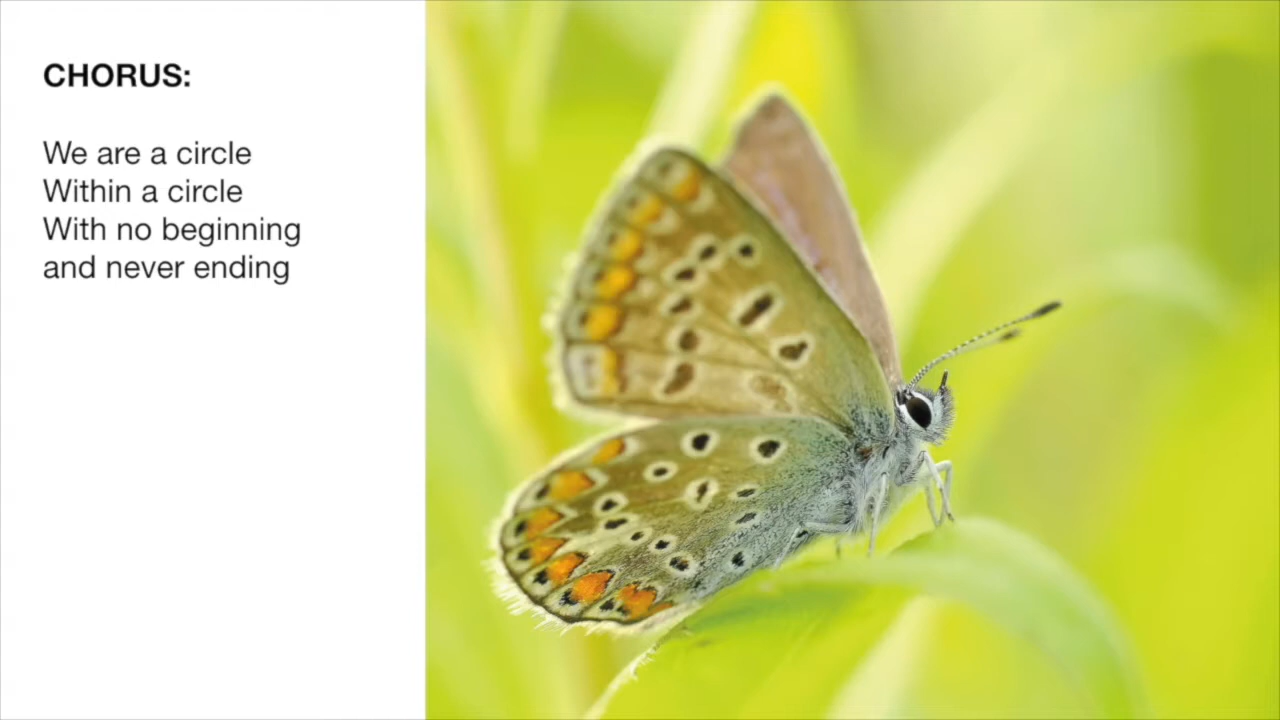 CHORUS:
We are a circle
Within a circle
With no beginning
and never ending